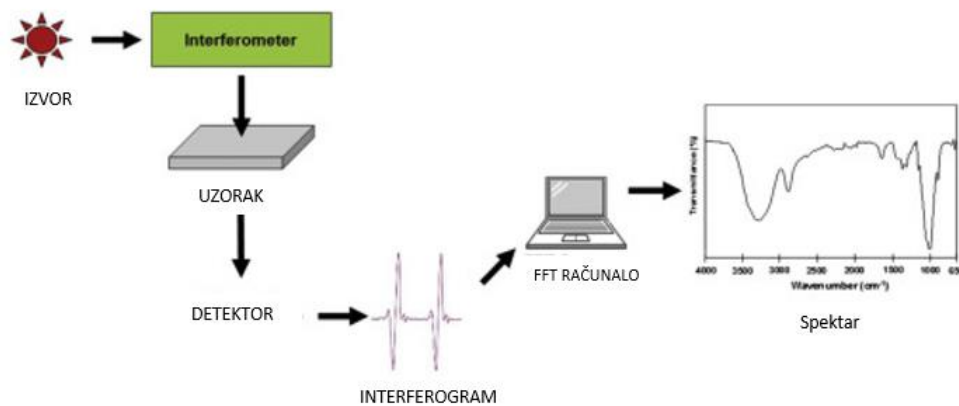 Interferometer
IZVOR
UZORAK
DETEKTOR
INTERFEROGRAM
FFT RAČUNALO
Transmittance (%)
4000 3500 3000 2500 2000 1500 1000
Wavenumber (cm⁻¹)
Spektar